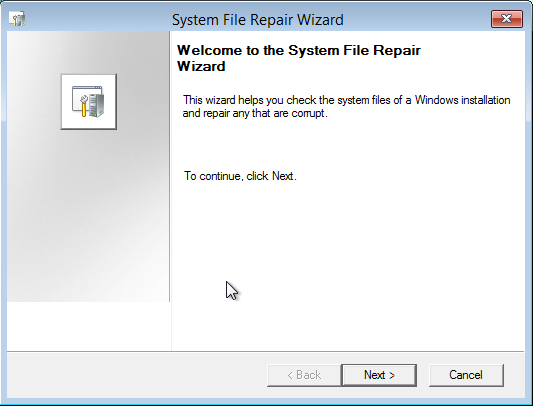 System File Repair Wizard
Welcome to the System File Repair
Wizard
This wizard helps you check the system files of a Windows installation
and repair any that are corrupt.
To continue, click Next.
< Back
Next >
Cancel